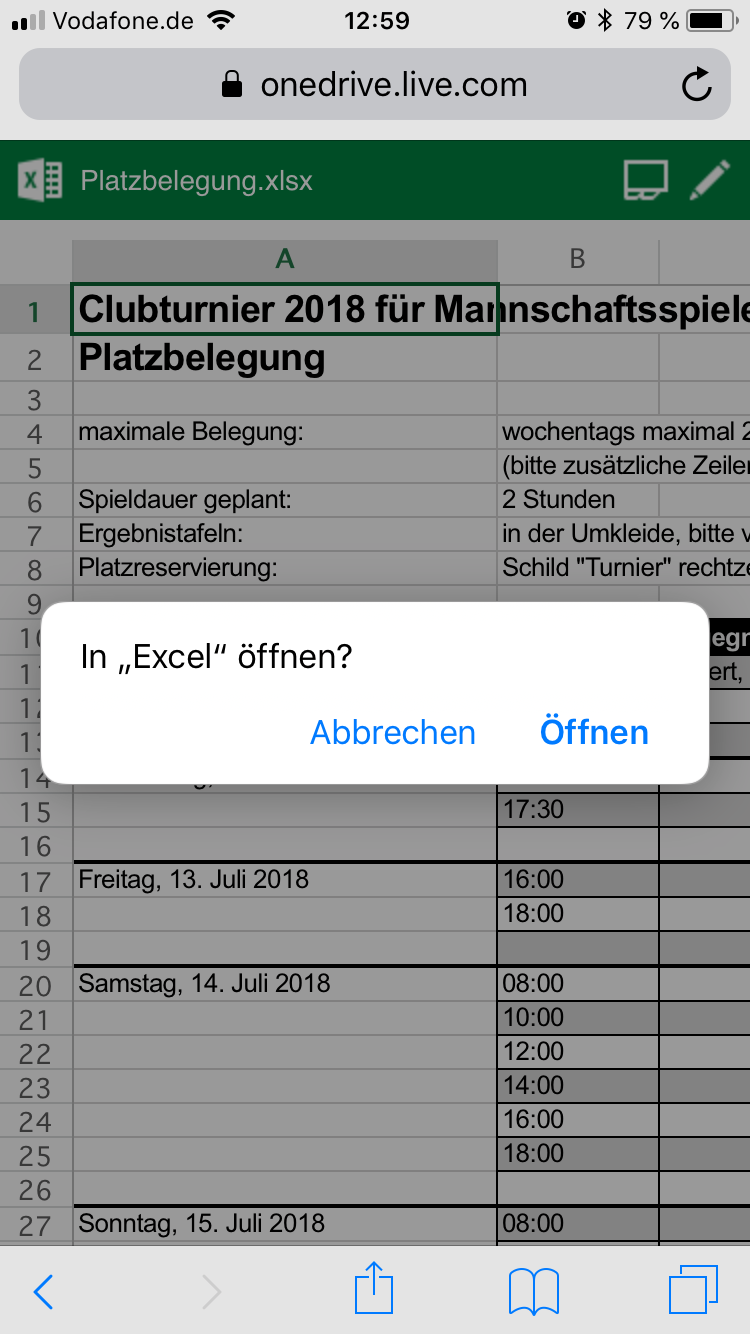 Vodafone.de 12:59 79 %
onedrive.live.com
X Platzbelegung.xlsx
A B
1 Clubturnier 2018 für Mannschaftsspiele
2 Platzbelegung
3
4 maximale Belegung: wochentags maximal 2
5 (bitte zusätzliche Zeilen
6 Spieldauer geplant: 2 Stunden
7 Ergebnistafeln: in der Umkleide, bitte v
8 Platzreservierung: Schild "Turnier" rechtze
9
10 egn
11 ert,
12
13
In „Excel“ öffnen?
Abbrechen Öffnen
14
15 17:30
16
17 Freitag, 13. Juli 2018 16:00
18 18:00
19
20 Samstag, 14. Juli 2018 08:00
21 10:00
22 12:00
23 14:00
24 16:00
25 18:00
26
27 Sonntag, 15. Juli 2018 08:00